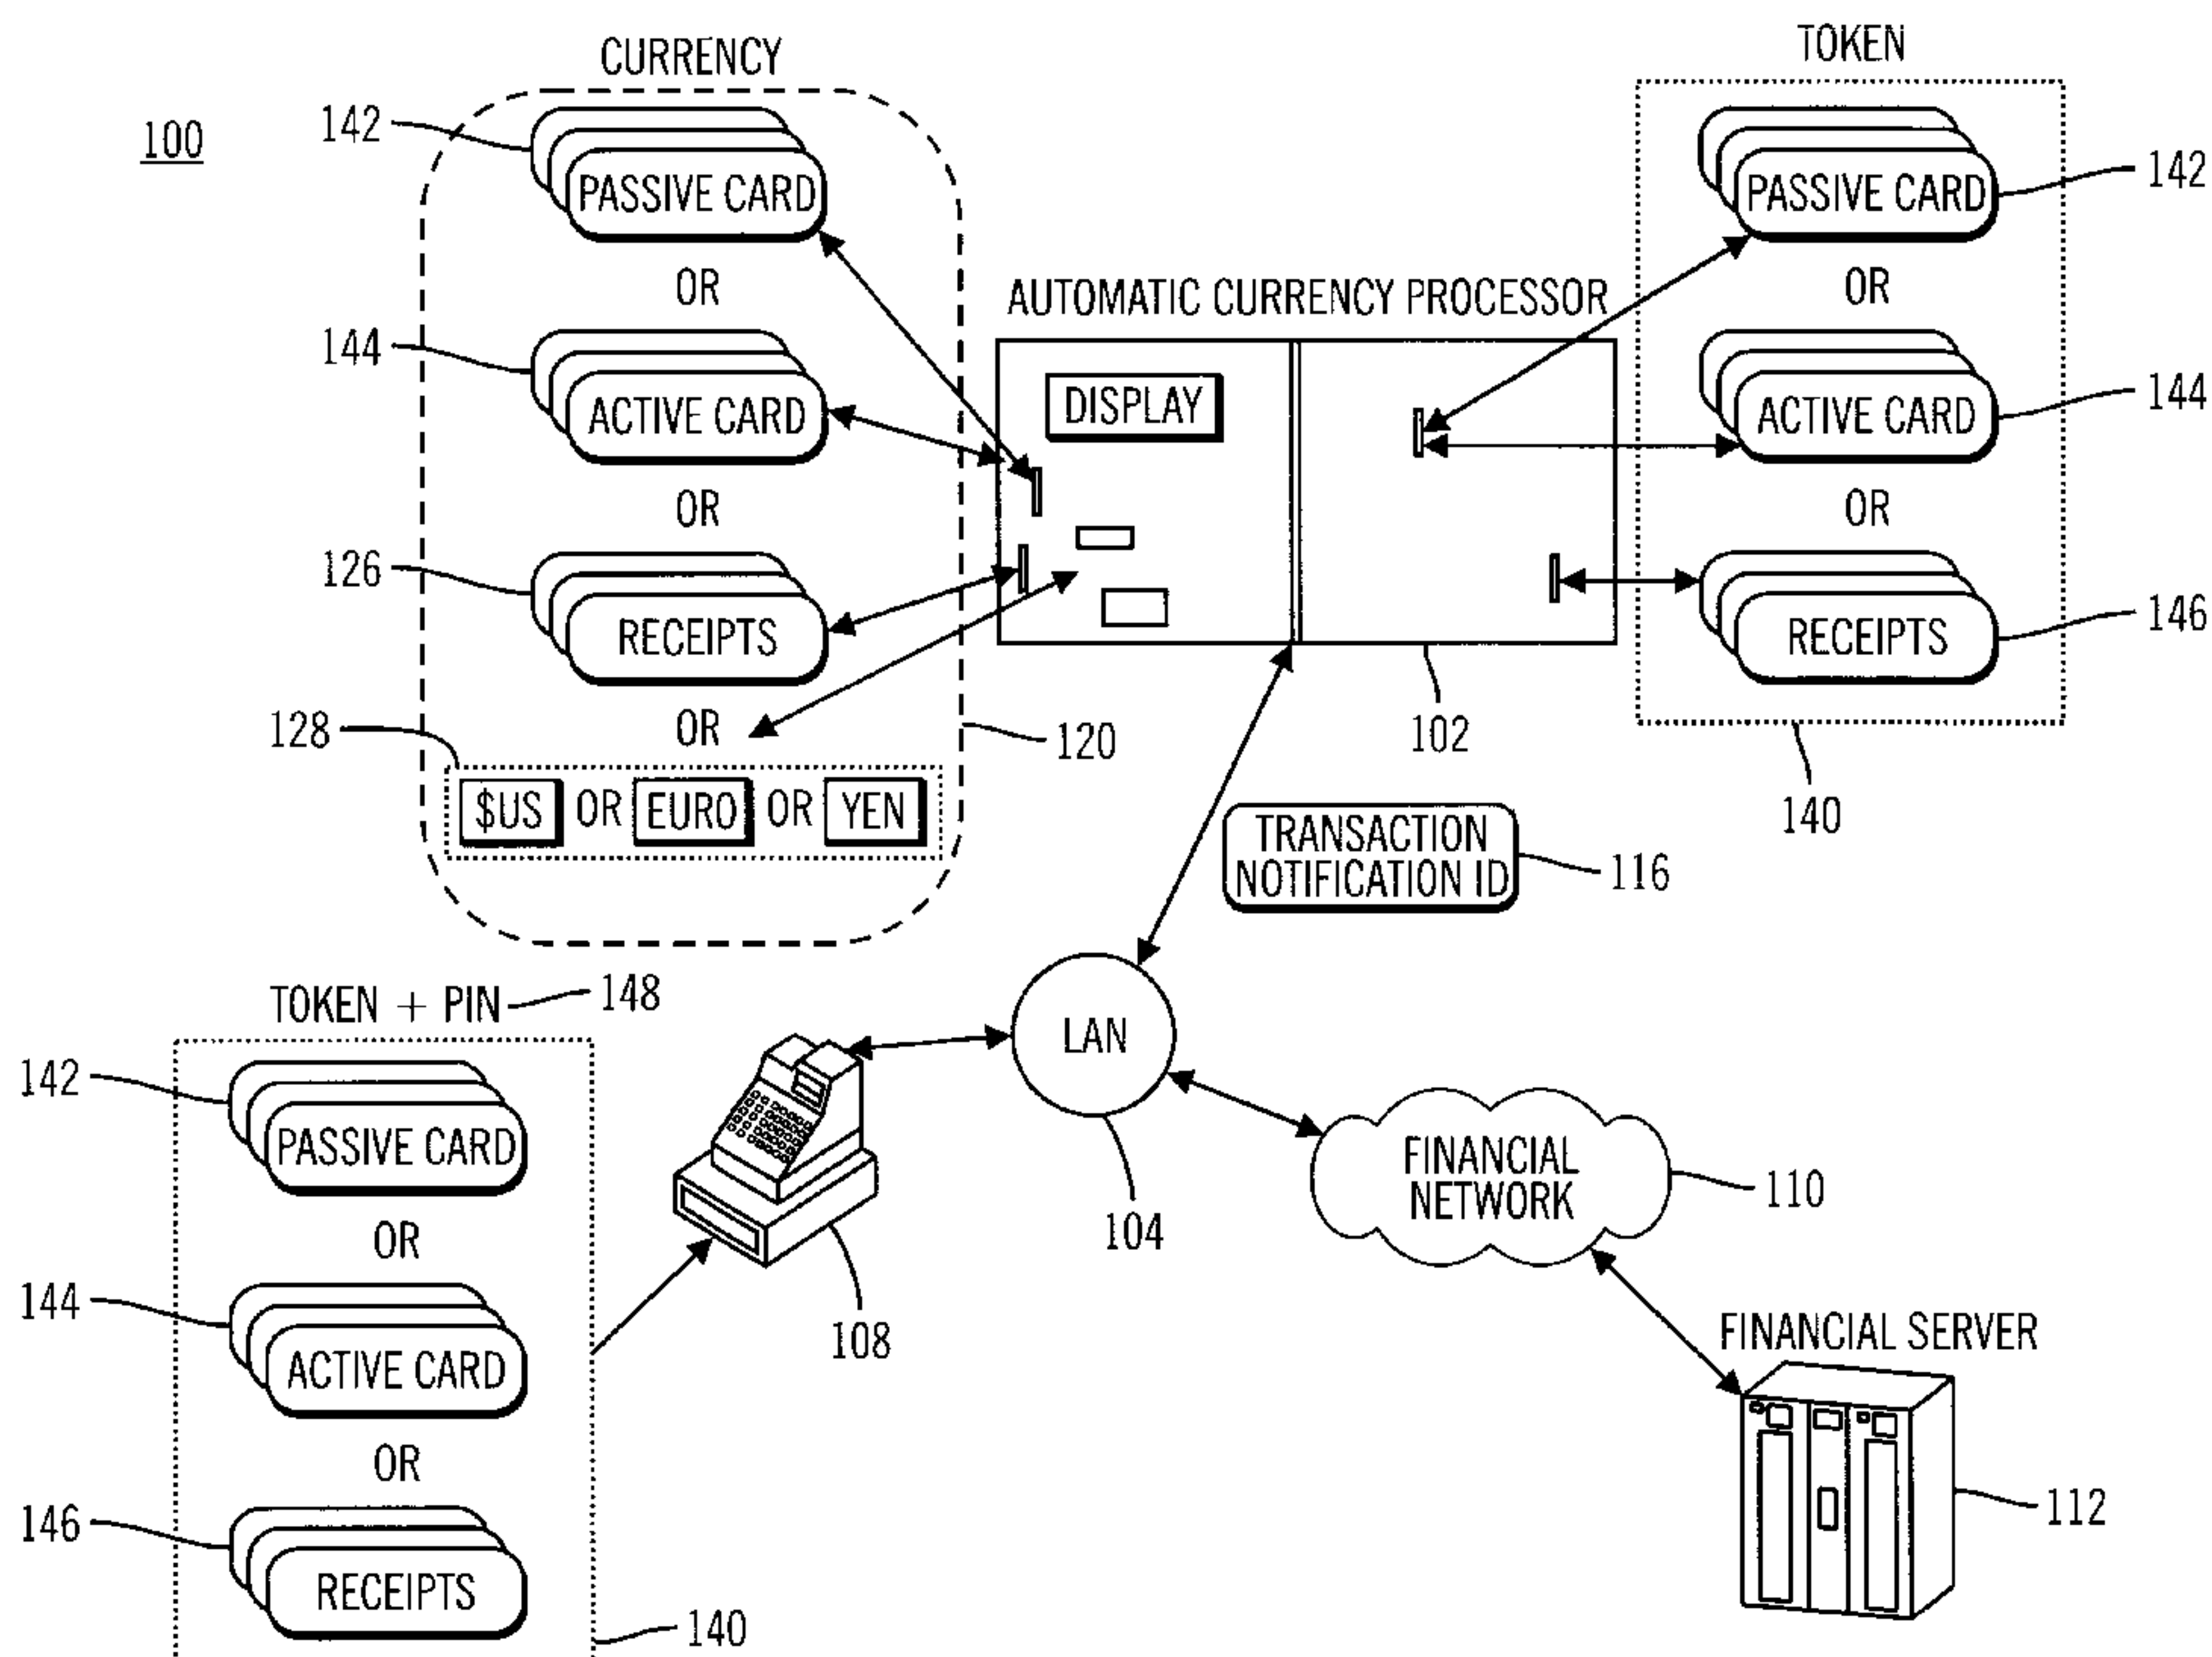 CURRENCY
TOKEN
100
142
PASSIVE CARD
OR
144
ACTIVE CARD
OR
126
RECEIPTS
OR
128
$US OR EURO OR YEN
120
AUTOMATIC CURRENCY PROCESSOR
DISPLAY
102
PASSIVE CARD
142
OR
ACTIVE CARD
144
OR
RECEIPTS
146
140
TRANSACTION
NOTIFICATION ID
116
TOKEN + PIN
148
142
PASSIVE CARD
OR
144
ACTIVE CARD
OR
146
RECEIPTS
140
108
LAN
104
FINANCIAL
NETWORK
110
FINANCIAL SERVER
112